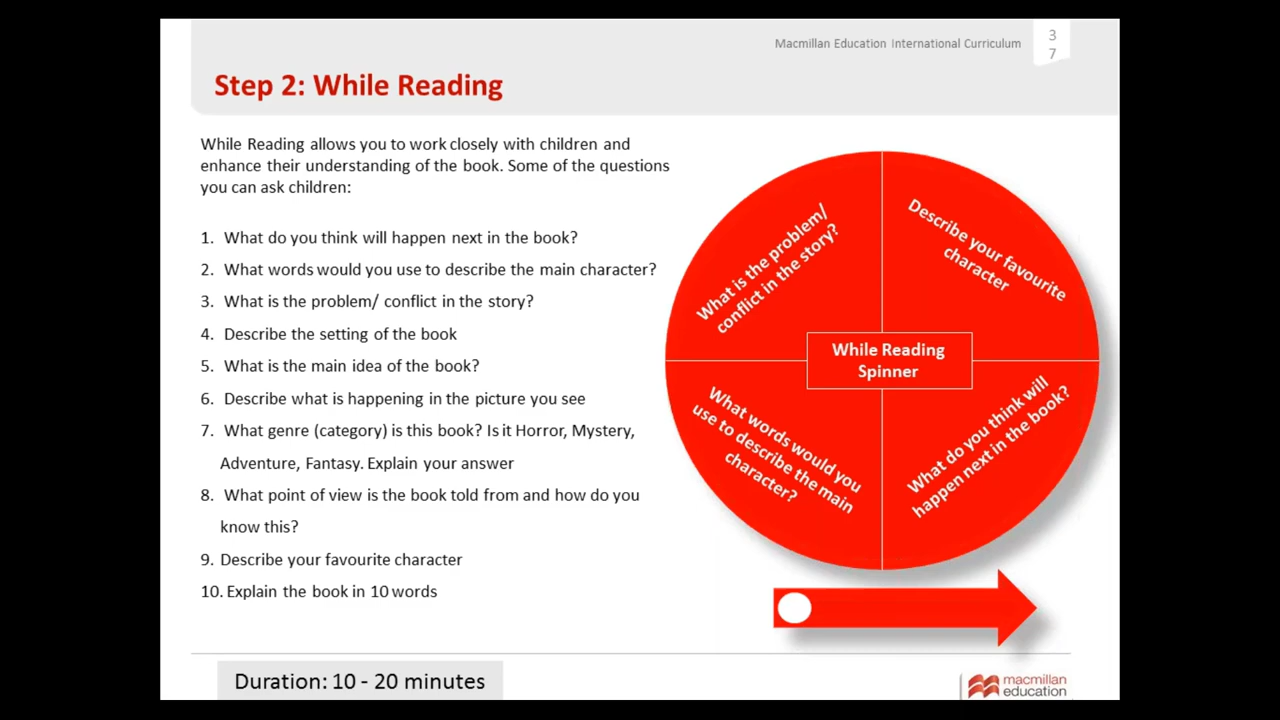 Macmillan Education International Curriculum
3
7
Step 2: While Reading
While Reading allows you to work closely with children and
enhance their understanding of the book. Some of the questions
you can ask children:
1. What do you think will happen next in the book?
2. What words would you use to describe the main character?
3. What is the problem/ conflict in the story?
4. Describe the setting of the book
5. What is the main idea of the book?
6. Describe what is happening in the picture you see
7. What genre (category) is this book? Is it Horror, Mystery,
Adventure, Fantasy. Explain your answer
8. What point of view is the book told from and how do you
know this?
9. Describe your favourite character
10. Explain the book in 10 words
What is the problem/
conflict in the story?
Describe your favourite
character
While Reading
Spinner
What words would you
use to describe the main
character?
What do you think will
happen next in the book?
Duration: 10 - 20 minutes
macmillan
education